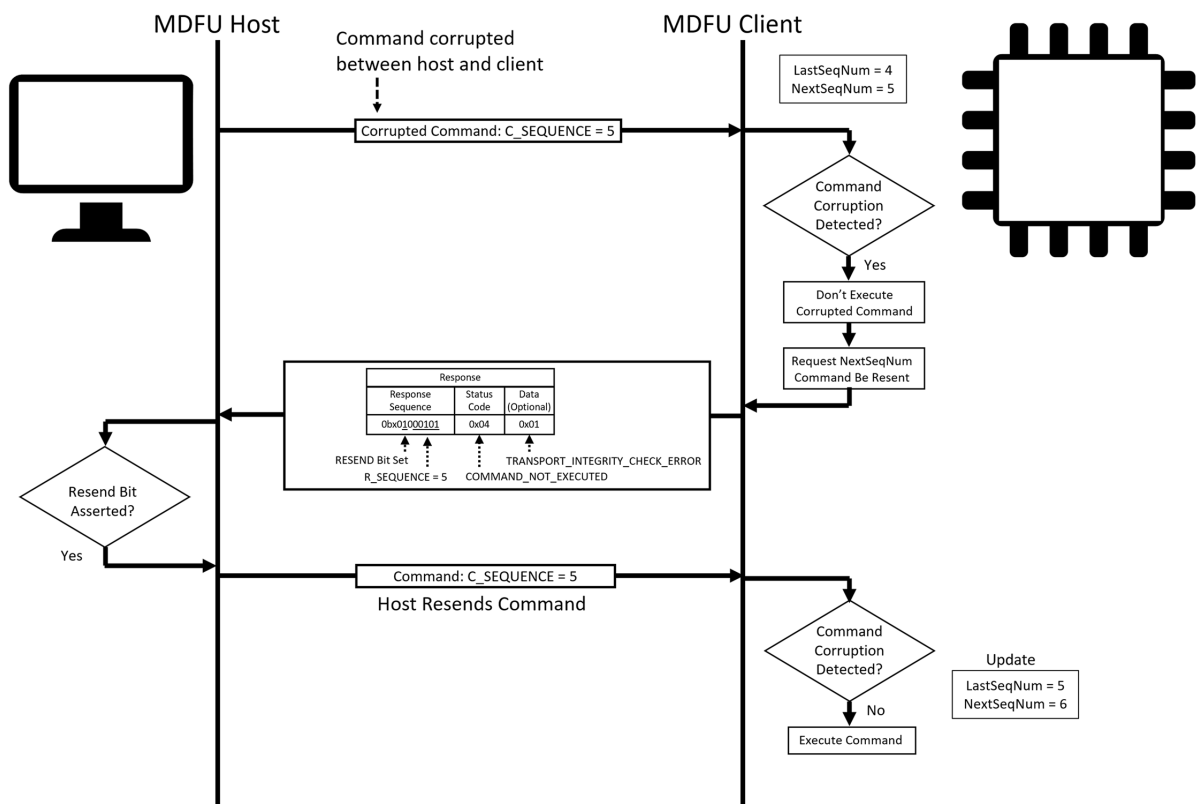 MDFU Host
MDFU Client
Command corrupted
between host and client
LastSeqNum = 4
NextSeqNum = 5
Corrupted Command: C_SEQUENCE = 5
Command
Corruption
Detected?
Yes
Don't Execute
Corrupted Command
Request NextSeqNum
Command Be Resent
Response
Response
Sequence
Status
Code
Data
(Optional)
0bx01000101
0x04
0x01
RESEND Bit Set
TRANSPORT_INTEGRITY_CHECK_ERROR
R_SEQUENCE = 5
COMMAND_NOT_EXECUTED
Resend Bit
Asserted?
Yes
Command: C_SEQUENCE = 5
Host Resends Command
Command
Corruption
Detected?
Update
LastSeqNum = 5
NextSeqNum = 6
No
Execute Command